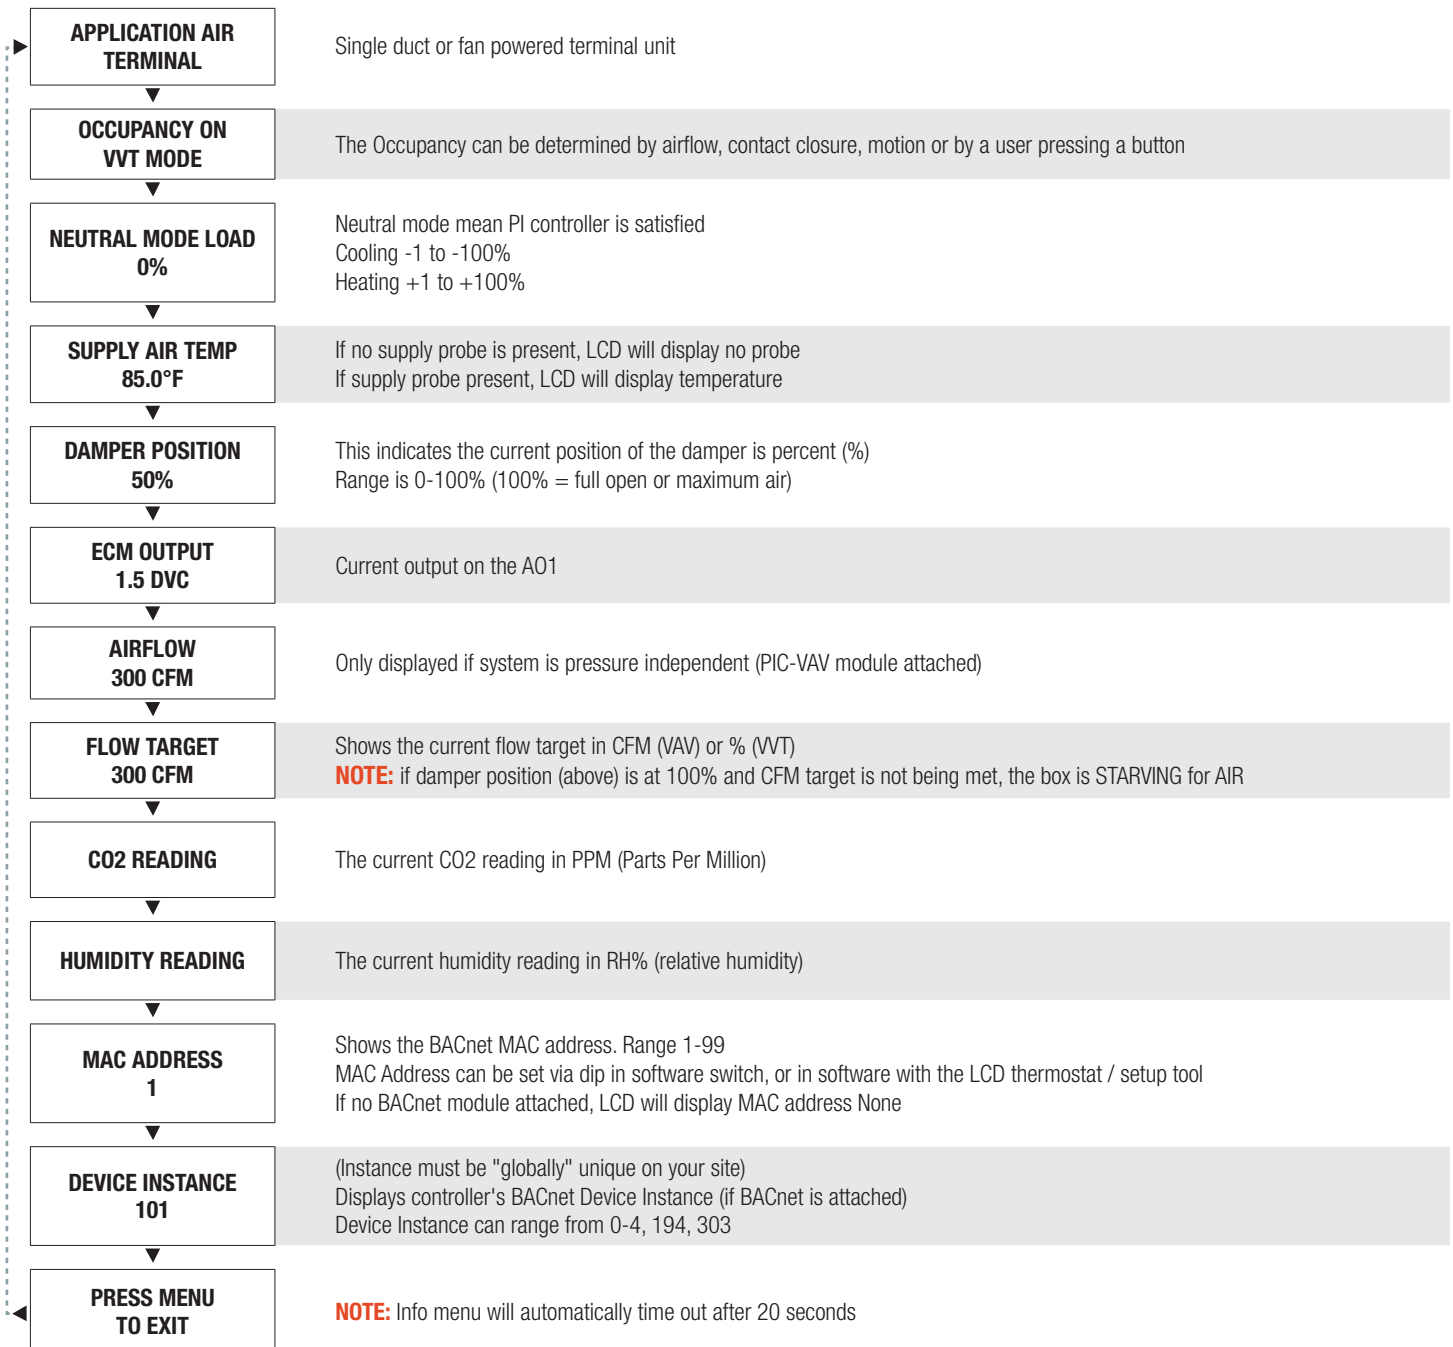 APPLICATION AIR
TERMINAL
Single duct or fan powered terminal unit
OCCUPANCY ON
VVT MODE
The Occupancy can be determined by airflow, contact closure, motion or by a user pressing a button
NEUTRAL MODE LOAD
0%
Neutral mode mean PI controller is satisfied
Cooling -1 to -100%
Heating +1 to +100%
SUPPLY AIR TEMP
85.0°F
If no supply probe is present, LCD will display no probe
If supply probe present, LCD will display temperature
DAMPER POSITION
50%
This indicates the current position of the damper is percent (%)
Range is 0-100% (100% = full open or maximum air)
ECM OUTPUT
1.5 DVC
Current output on the AO1
AIRFLOW
300 CFM
Only displayed if system is pressure independent (PIC-VAV module attached)
FLOW TARGET
300 CFM
Shows the current flow target in CFM (VAV) or % (VVT)
NOTE: if damper position (above) is at 100% and CFM target is not being met, the box is STARVING for AIR
CO2 READING
The current CO2 reading in PPM (Parts Per Million)
HUMIDITY READING
The current humidity reading in RH% (relative humidity)
MAC ADDRESS
1
Shows the BACnet MAC address. Range 1-99
MAC Address can be set via dip in software switch, or in software with the LCD thermostat / setup tool
If no BACnet module attached, LCD will display MAC address None
DEVICE INSTANCE
101
(Instance must be "globally" unique on your site)
Displays controller's BACnet Device Instance (if BACnet is attached)
Device Instance can range from 0-4, 194, 303
PRESS MENU
TO EXIT
NOTE: Info menu will automatically time out after 20 seconds